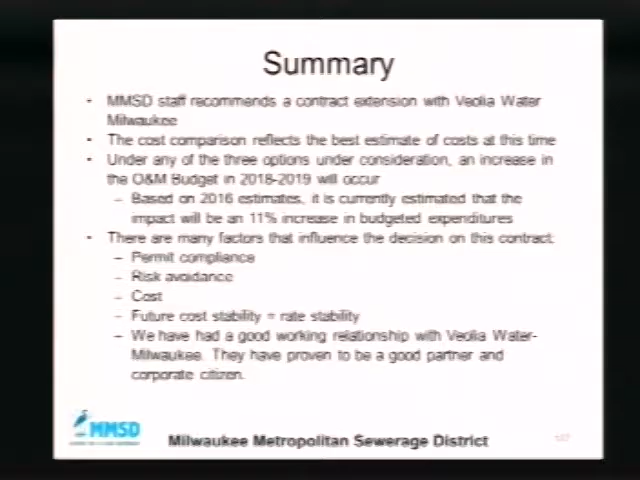 Summary
• MMSD staff recommends a contract extension with Veolia Water
Milwaukee
• The cost comparison reflects the best estimate of costs at this time
• Under any of the three options under consideration, an increase in
the O&M Budget in 2018-2019 will occur
– Based on 2016 estimates, it is currently estimated that the
impact will be an 11% increase in budgeted expenditures
• There are many factors that influence the decision on this contract:
– Permit compliance
– Risk avoidance
– Cost
– Future cost stability = rate stability
– We have had a good working relationship with Veolia Water-
Milwaukee. They have proven to be a good partner and
corporate citizen.
MMSD
Milwaukee Metropolitan Sewerage District